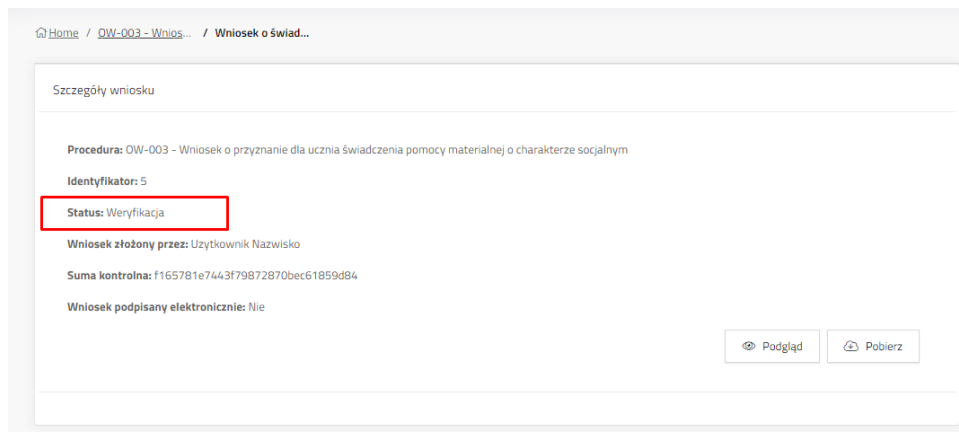 Home / OW-003 - Wnios... / Wniosek o świad...
Szczegóły wniosku
Procedura: OW-003 - Wniosek o przyznanie dla ucznia świadczenia pomocy materialnej o charakterze socjalnym
Identyfikator: 5
Status: Weryfikacja
Wniosek złożony przez: Uzytkownik Nazwisko
Suma kontrolna: f165781e7443f79872870bec61859d84
Wniosek podpisany elektronicznie: Nie
Podgląd Pobierz